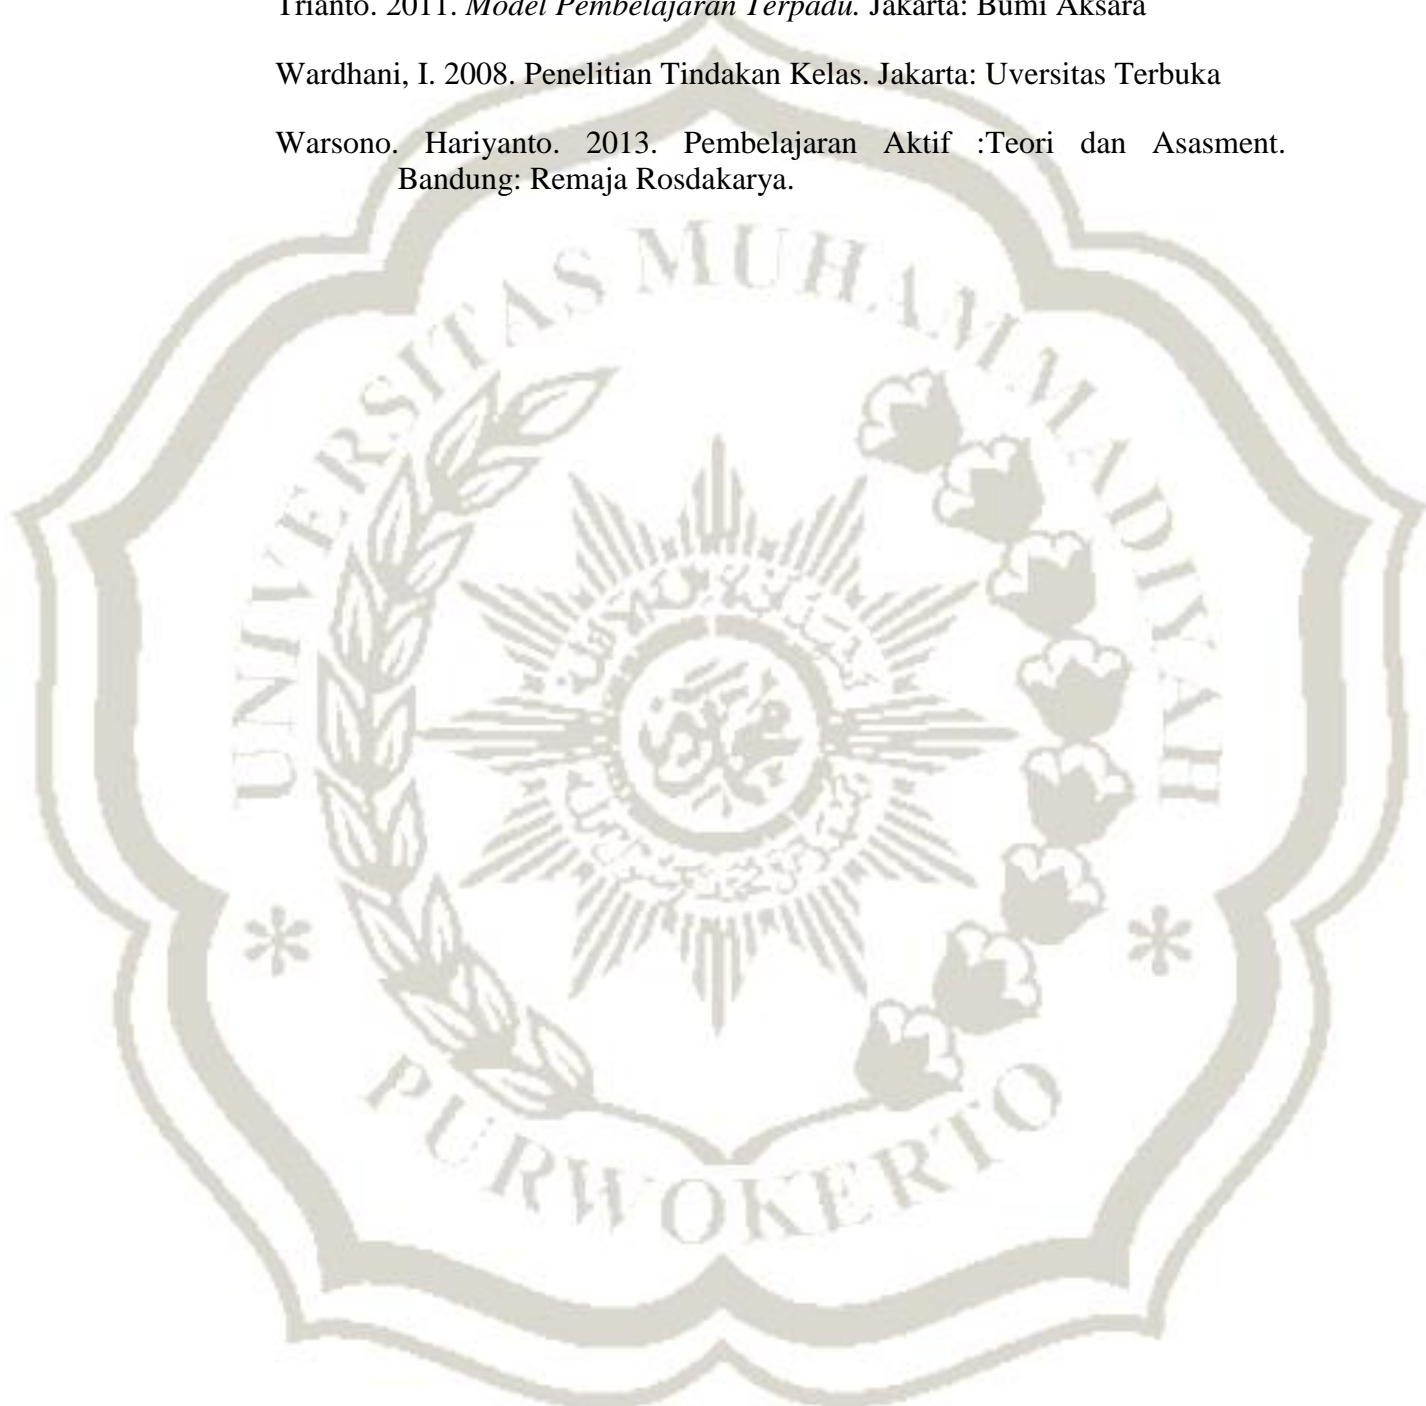 Trianto. 2011. Model Pembelajaran Terpadu. Jakarta: Bumi Aksara
Wardhani, I. 2008. Penelitian Tindakan Kelas. Jakarta: Uversitas Terbuka
Warsono. Hariyanto. 2013. Pembelajaran Aktif :Teori dan Asasment.
Bandung: Remaja Rosdakarya.
UNIVERSITAS MUHAMMADIYAH
PURWOKERTO